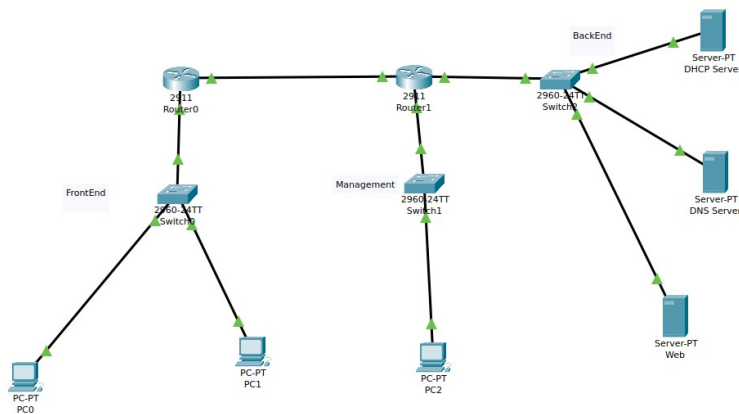 BackEnd
Server-PT
DHCP Server
2911
Router0
2911
Router1
2960-24TT
Switch2
FrontEnd
2960-24TT
Switch0
Management
2960-24TT
Switch1
Server-PT
DNS Server
Server-PT
Web
PC-PT
PC1
PC-PT
PC2
PC-PT
PC0